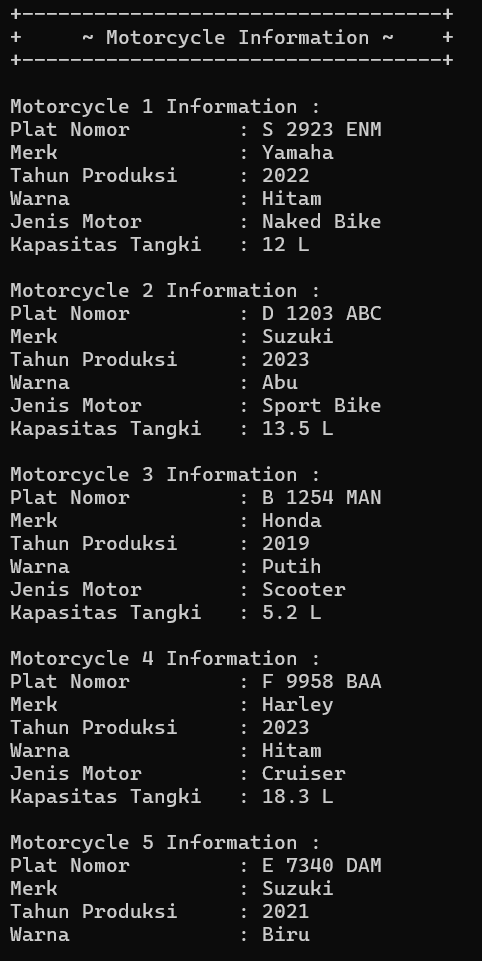 +-----------------------------------+
+     ~ Motorcycle Information ~    +
+-----------------------------------+

Motorcycle 1 Information :
Plat Nomor         : S 2923 ENM
Merk               : Yamaha
Tahun Produksi     : 2022
Warna              : Hitam
Jenis Motor        : Naked Bike
Kapasitas Tangki   : 12 L

Motorcycle 2 Information :
Plat Nomor         : D 1203 ABC
Merk               : Suzuki
Tahun Produksi     : 2023
Warna              : Abu
Jenis Motor        : Sport Bike
Kapasitas Tangki   : 13.5 L

Motorcycle 3 Information :
Plat Nomor         : B 1254 MAN
Merk               : Honda
Tahun Produksi     : 2019
Warna              : Putih
Jenis Motor        : Scooter
Kapasitas Tangki   : 5.2 L

Motorcycle 4 Information :
Plat Nomor         : F 9958 BAA
Merk               : Harley
Tahun Produksi     : 2023
Warna              : Hitam
Jenis Motor        : Cruiser
Kapasitas Tangki   : 18.3 L

Motorcycle 5 Information :
Plat Nomor         : E 7340 DAM
Merk               : Suzuki
Tahun Produksi     : 2021
Warna              : Biru